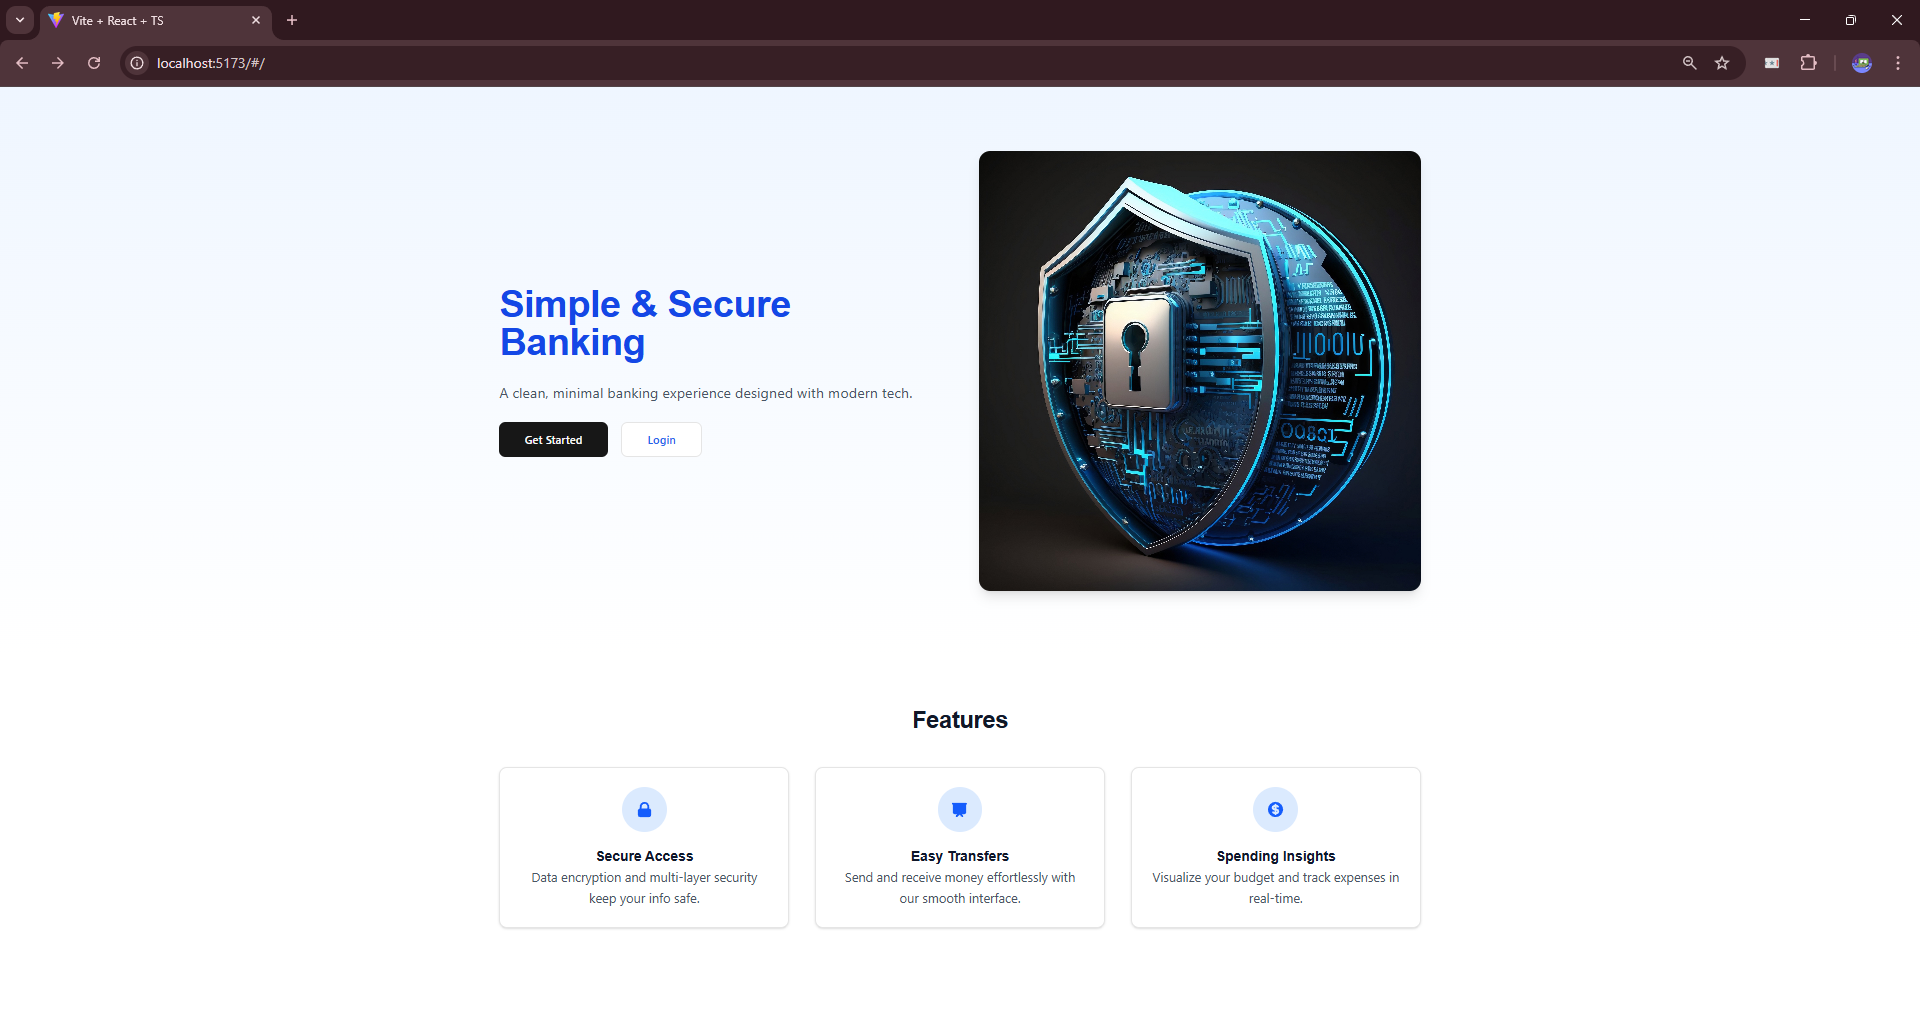 Vite + React + TS
localhost:5173/#/
Simple & Secure
Banking
A clean, minimal banking experience designed with modern tech.
Get Started
Login
Features
Secure Access
Data encryption and multi-layer security
keep your info safe.
Easy Transfers
Send and receive money effortlessly with
our smooth interface.
Spending Insights
Visualize your budget and track expenses in
real-time.